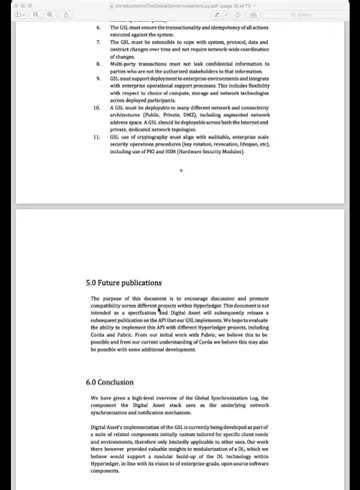 IntroductiontoTheGlobalSynchronisationLog.pdf (page 10 of 11)
6. The GSL must ensure the transactionality and idempotency of all actions
executed against the system.
7. The GSL must be extensible to cope with system, protocol, data and
contract changes over time and not require network-wide coordination
of changes.
8. Multi-party transactions must not leak confidential information to
parties who are not the authorized stakeholders to that information.
9. GSL must support deployment to enterprise environments and integrate
with enterprise operational support processes. This includes flexibility
with respect to choice of compute, storage and network technologies
across deployed participants.
10. A GSL must be deployable to many different network and connectivity
architectures (Public, Private, DMZ), including segmented network
address space. A GSL should be deployable across both the Internet and
private, dedicated network topologies.
11. GSL use of cryptography must align with auditable, enterprise scale
security operations procedures (key rotation, revocation, lifespan, etc),
including use of PKI and HSM (Hardware Security Modules).
9
5.0 Future publications
The purpose of this document is to encourage discussion and promote
compatibility across different projects within Hyperledger. This document is not
intended as a specification and Digital Asset will subsequently release a
subsequent publication on the API that our GSL implements. We hope to evaluate
the ability to implement this API with different Hyperledger projects, including
Corda and Fabric. From our initial work with Fabric, we believe this to be
possible and from our current understanding of Corda we believe this may also
be possible with some additional development.
6.0 Conclusion
We have given a high-level overview of the Global Synchronisation Log, the
component the Digital Asset stack uses as the underlying network
synchronization and notification mechanism.
Digital Asset's implementation of the GSL is currently being developed as part of
a suite of related components initially custom tailored for specific client needs
and environments, therefore only limitedly applicable to other uses. Our work
there however provided valuable insights to modularization of a DL, which we
believe would support a modular build-up of the DL technology within
Hyperledger, in-line with its vision to of enterprise-grade, open source software
components.